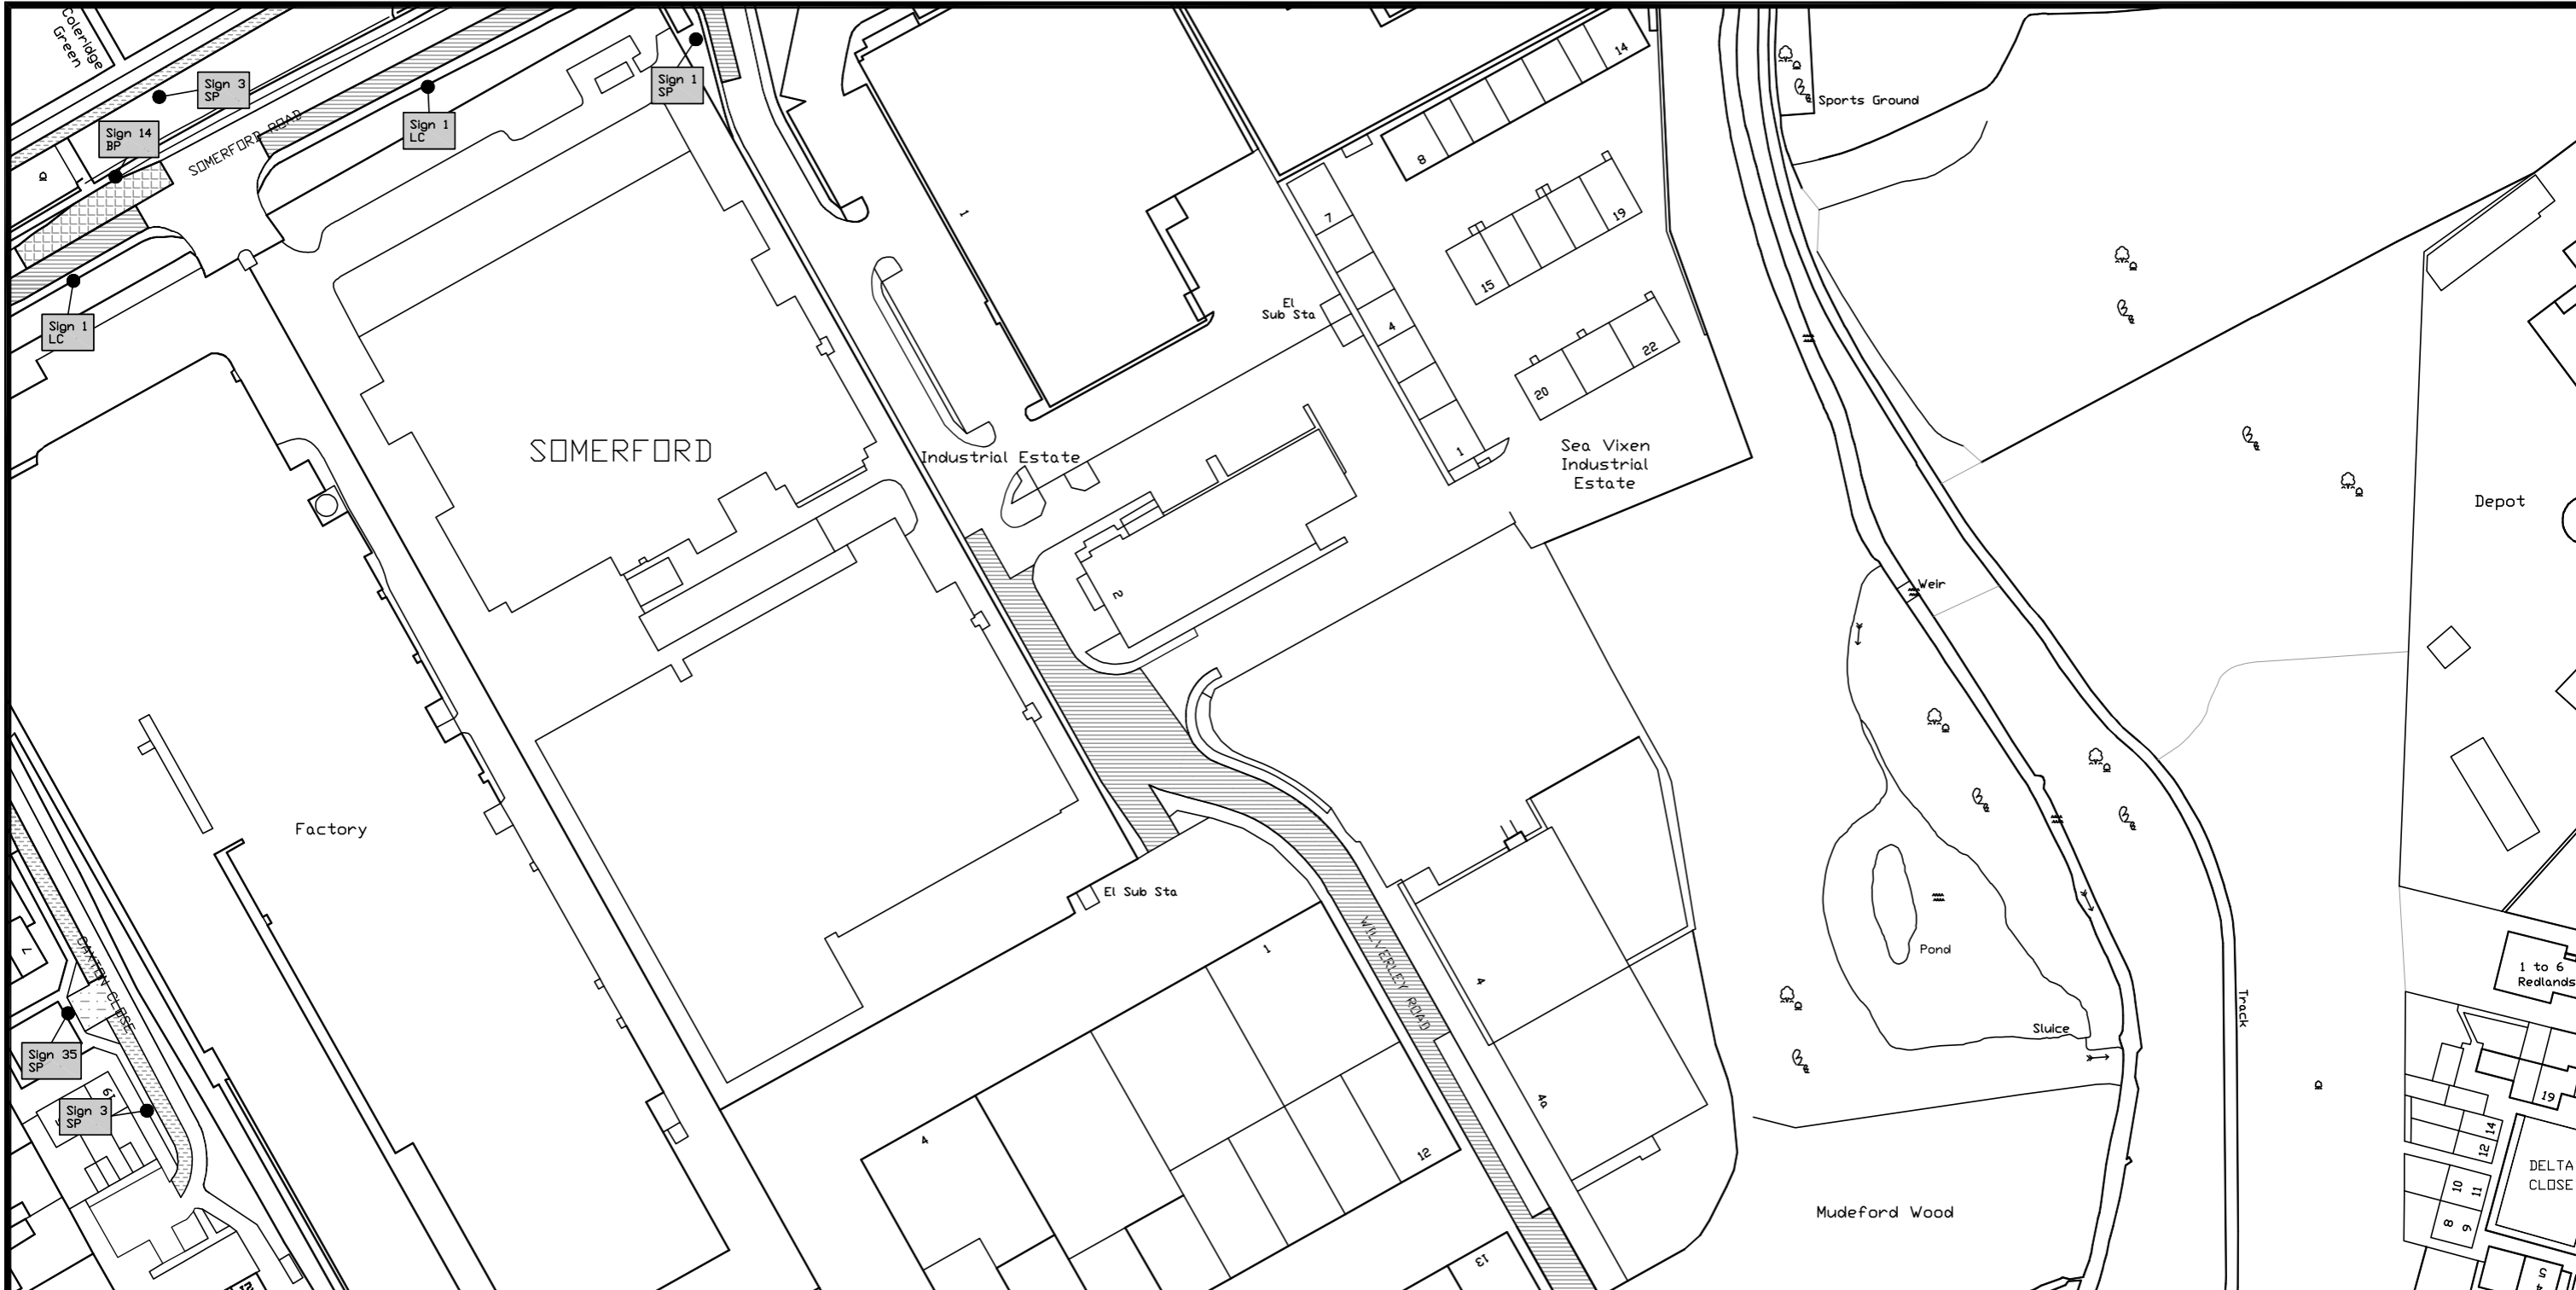 Coleridge
Green
Sign 3
SP
Sign 14
BP
SOMERFORD ROAD
Sign 1
LC
Sign 1
SP
Sign 1
LC
14
8
7
4
1
1
15
19
20
22
El
Sub Sta
Sports Ground
SOMERFORD
Industrial Estate
Sea Vixen
Industrial
Estate
Depot
2
Weir
Factory
El Sub Sta
WILVERLEY ROAD
1
4
4a
4
12
13
Pond
Sluice
Track
Mudeford Wood
CAXTON CLOSE
7
Sign 35
SP
19
Sign 3
SP
1 to 6
Redlands
19
14
12
10
11
8
9
DELTA
CLOSE
5